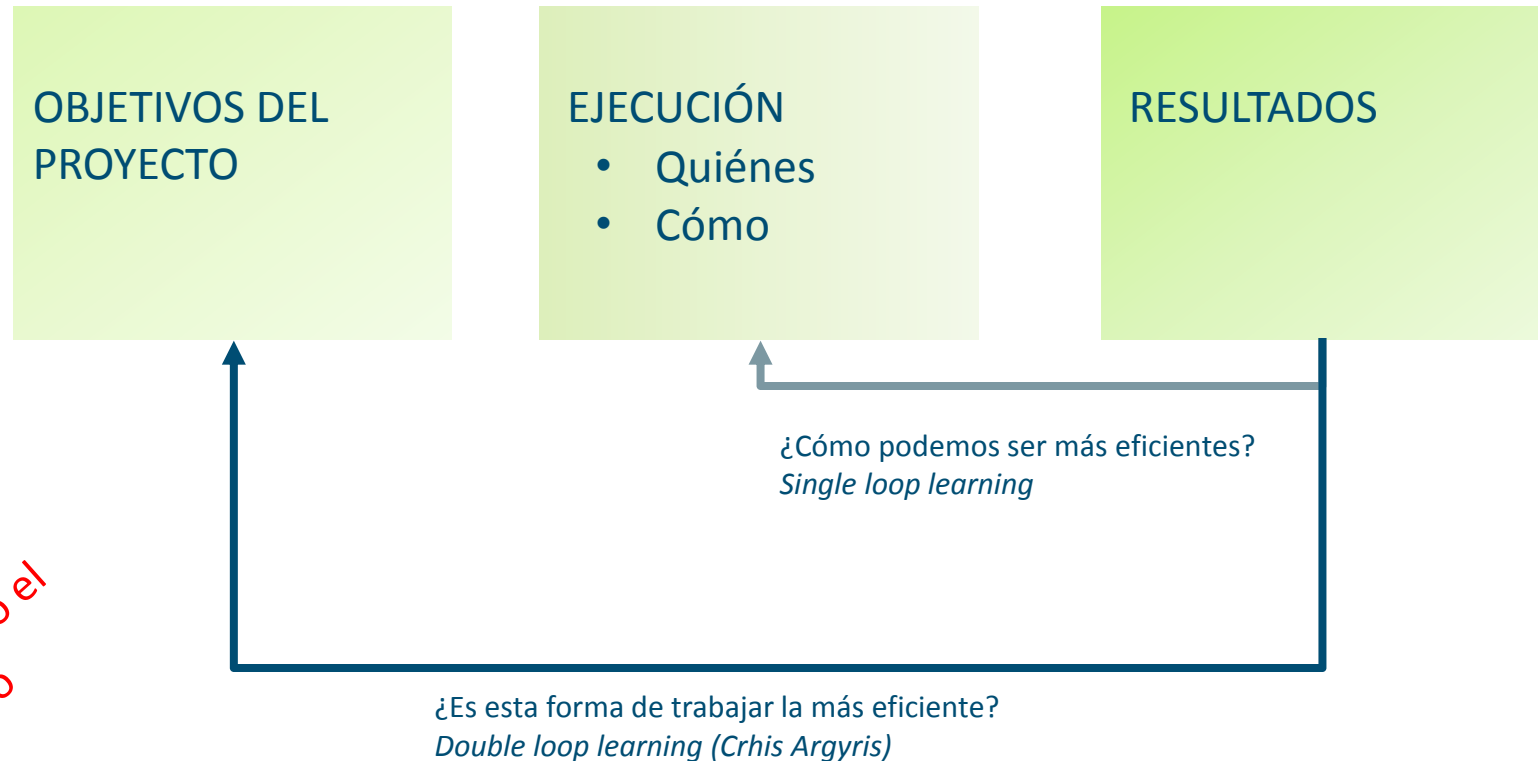 OBJETIVOS DEL
PROYECTO
EJECUCIÓN
• Quiénes
• Cómo
RESULTADOS
¿Cómo podemos ser más eficientes?
Single loop learning
el
¿Es esta forma de trabajar la más eficiente?
Double loop learning (Crhis Argyris)